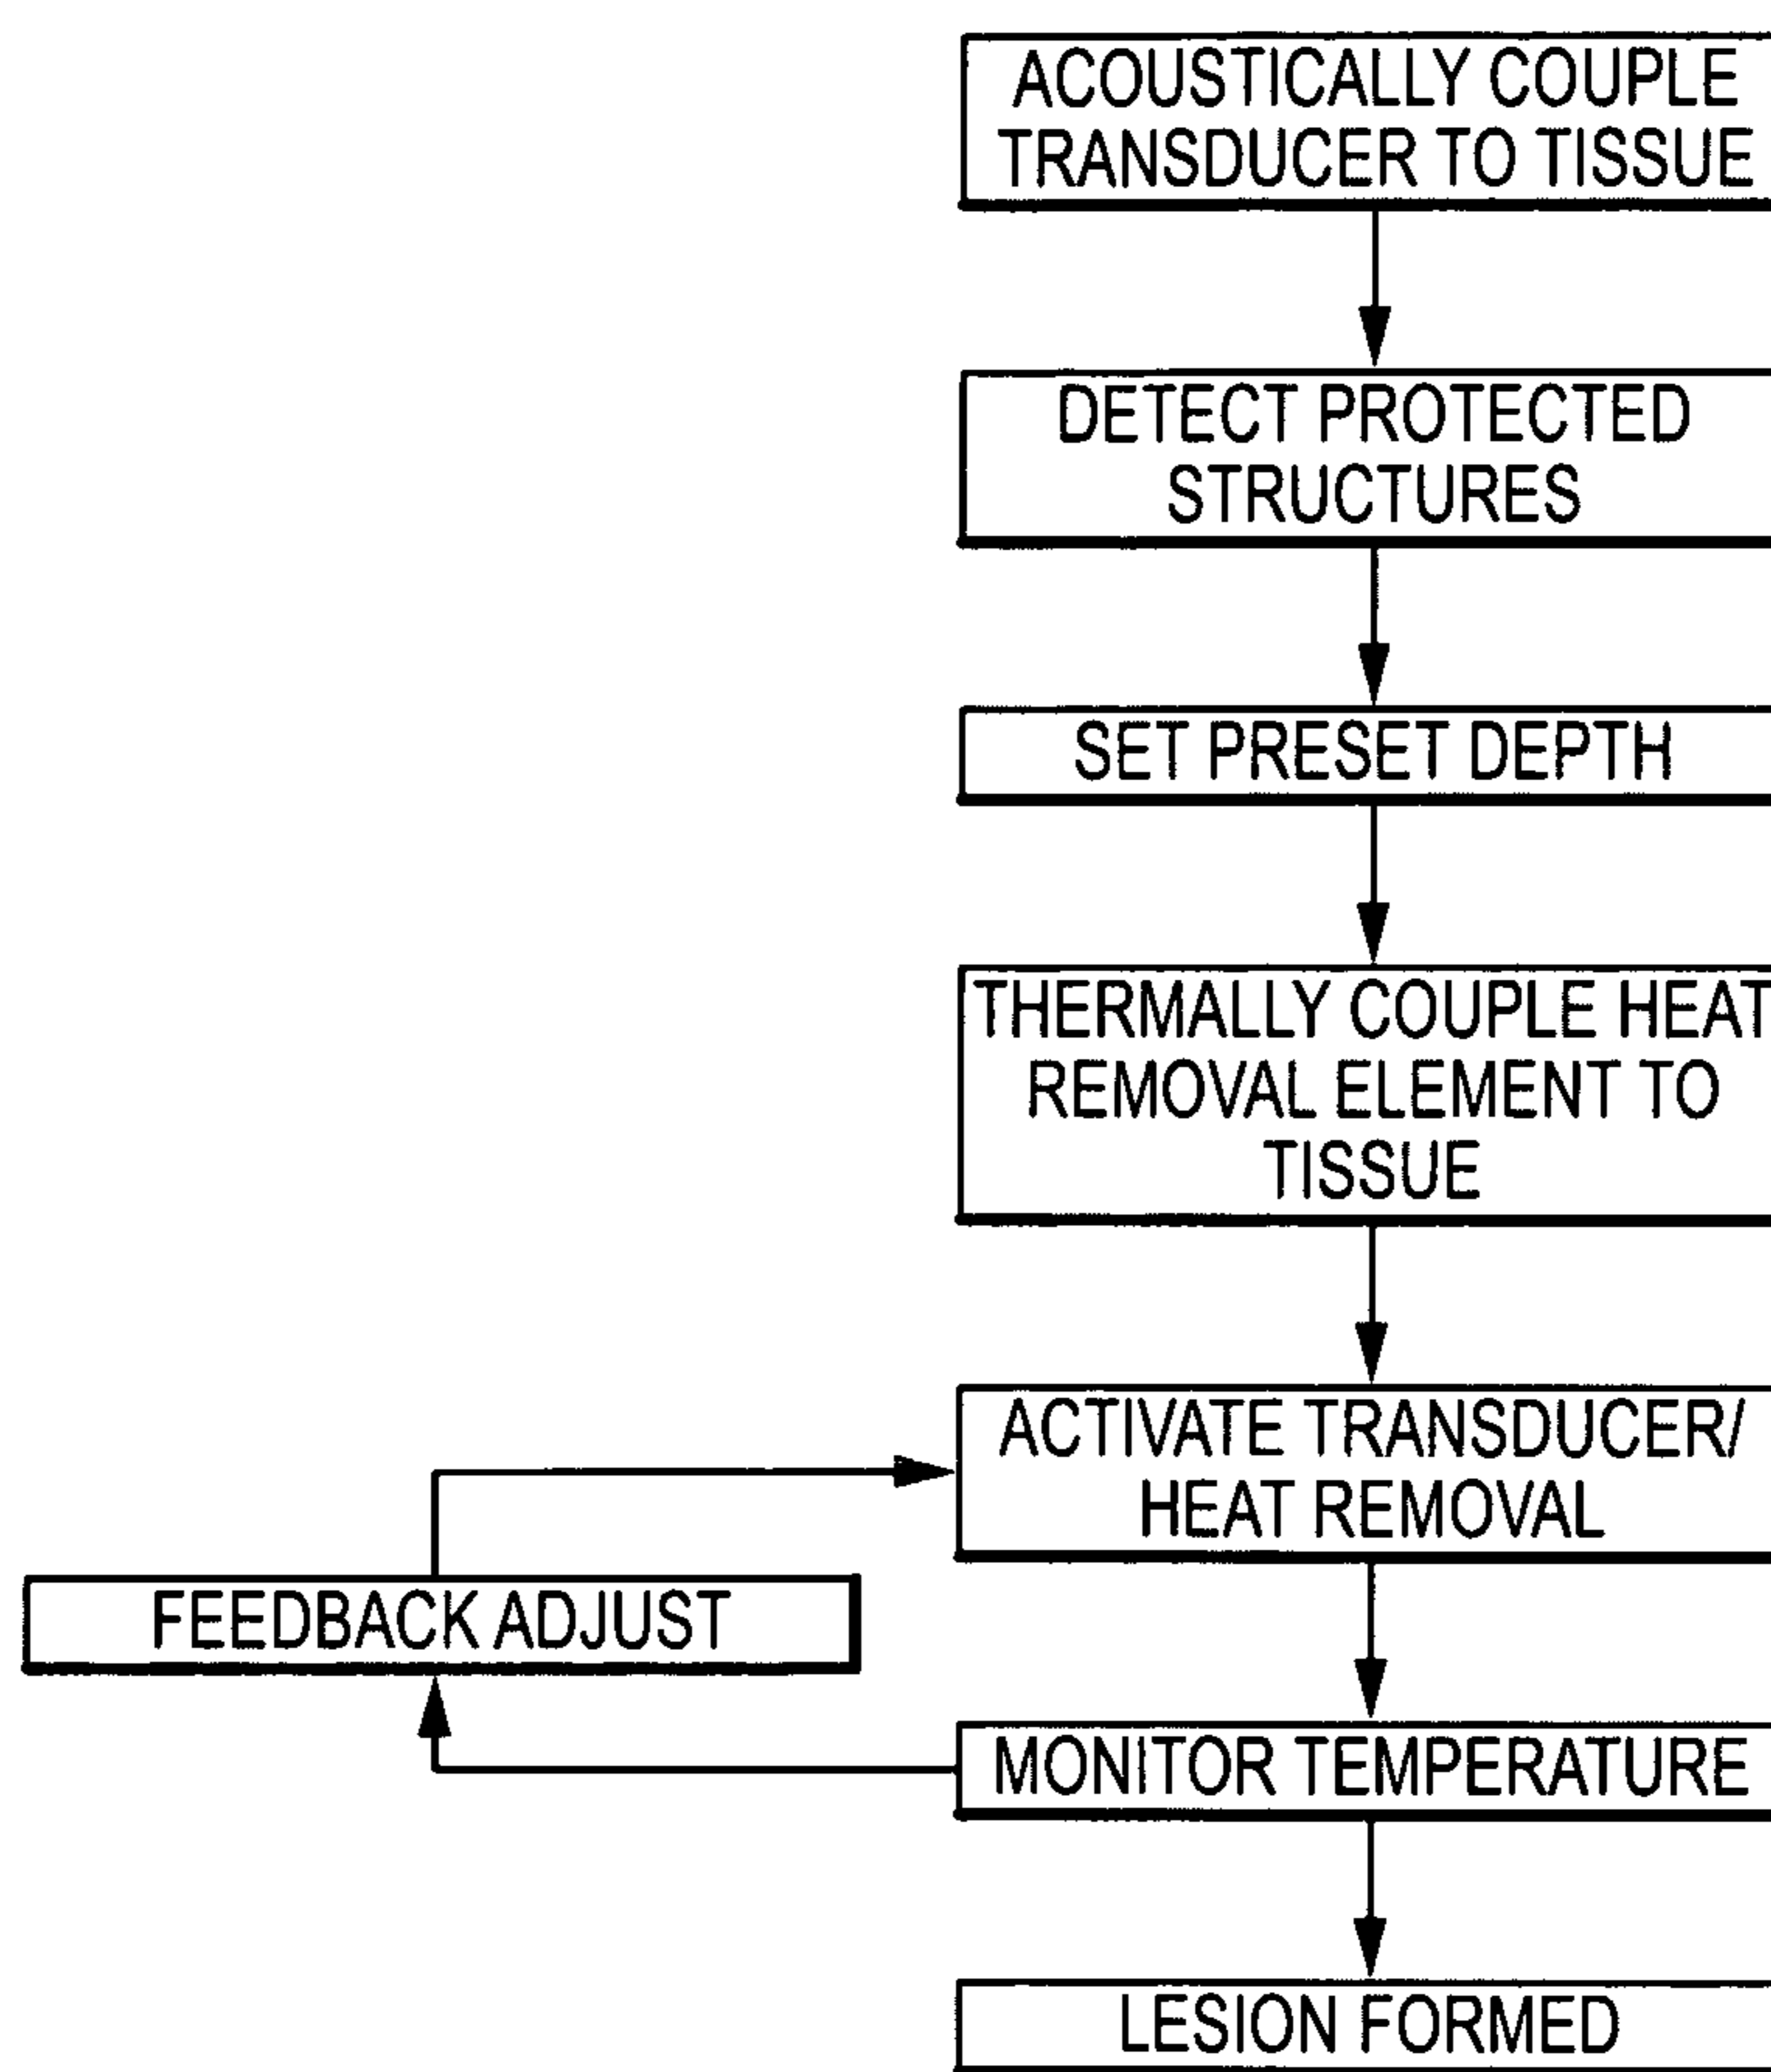 ACOUSTICALLY COUPLE
TRANSDUCER TO TISSUE
DETECT PROTECTED
STRUCTURES
SET PRESET DEPTH
THERMALLY COUPLE HEAT
REMOVAL ELEMENT TO
TISSUE
ACTIVATE TRANSDUCER/
HEAT REMOVAL
FEEDBACK ADJUST
MONITOR TEMPERATURE
LESION FORMED